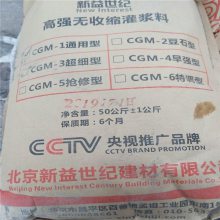 新益世纪
New Interest Century
高强无收缩灌浆料
CGM-1通用型 CGM-2豆石型
CGM-3超细型 CGM-4早强型
CGM-5抢修型 CGM-6特调型
净含量:50公斤±1公斤
保质期:6个月
CCTV 央视推广品牌
CCTV BRAND PROMOTION
北京新益世纪建材有限公司
Beijing New Interest Century Building Materials Co.